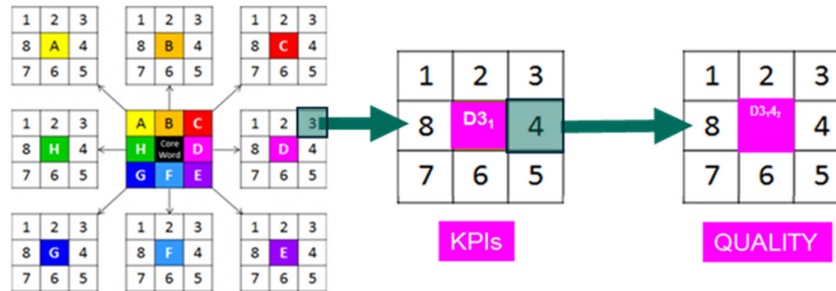 1 2 3
8 A 4
7 6 5
1 2 3
8 B 4
7 6 5
1 2 3
8 C 4
7 6 5
1 2 3
8 H 4
7 6 5
A B C
H Core Word D
G F E
1 2 3
8 D 4
7 6 5
1 2 3
8 G 4
7 6 5
1 2 3
8 F 4
7 6 5
1 2 3
8 E 4
7 6 5
1 2 3
8 D3₁ 4
7 6 5
KPIs
1 2 3
8 D3₁4₂ 4
7 6 5
QUALITY